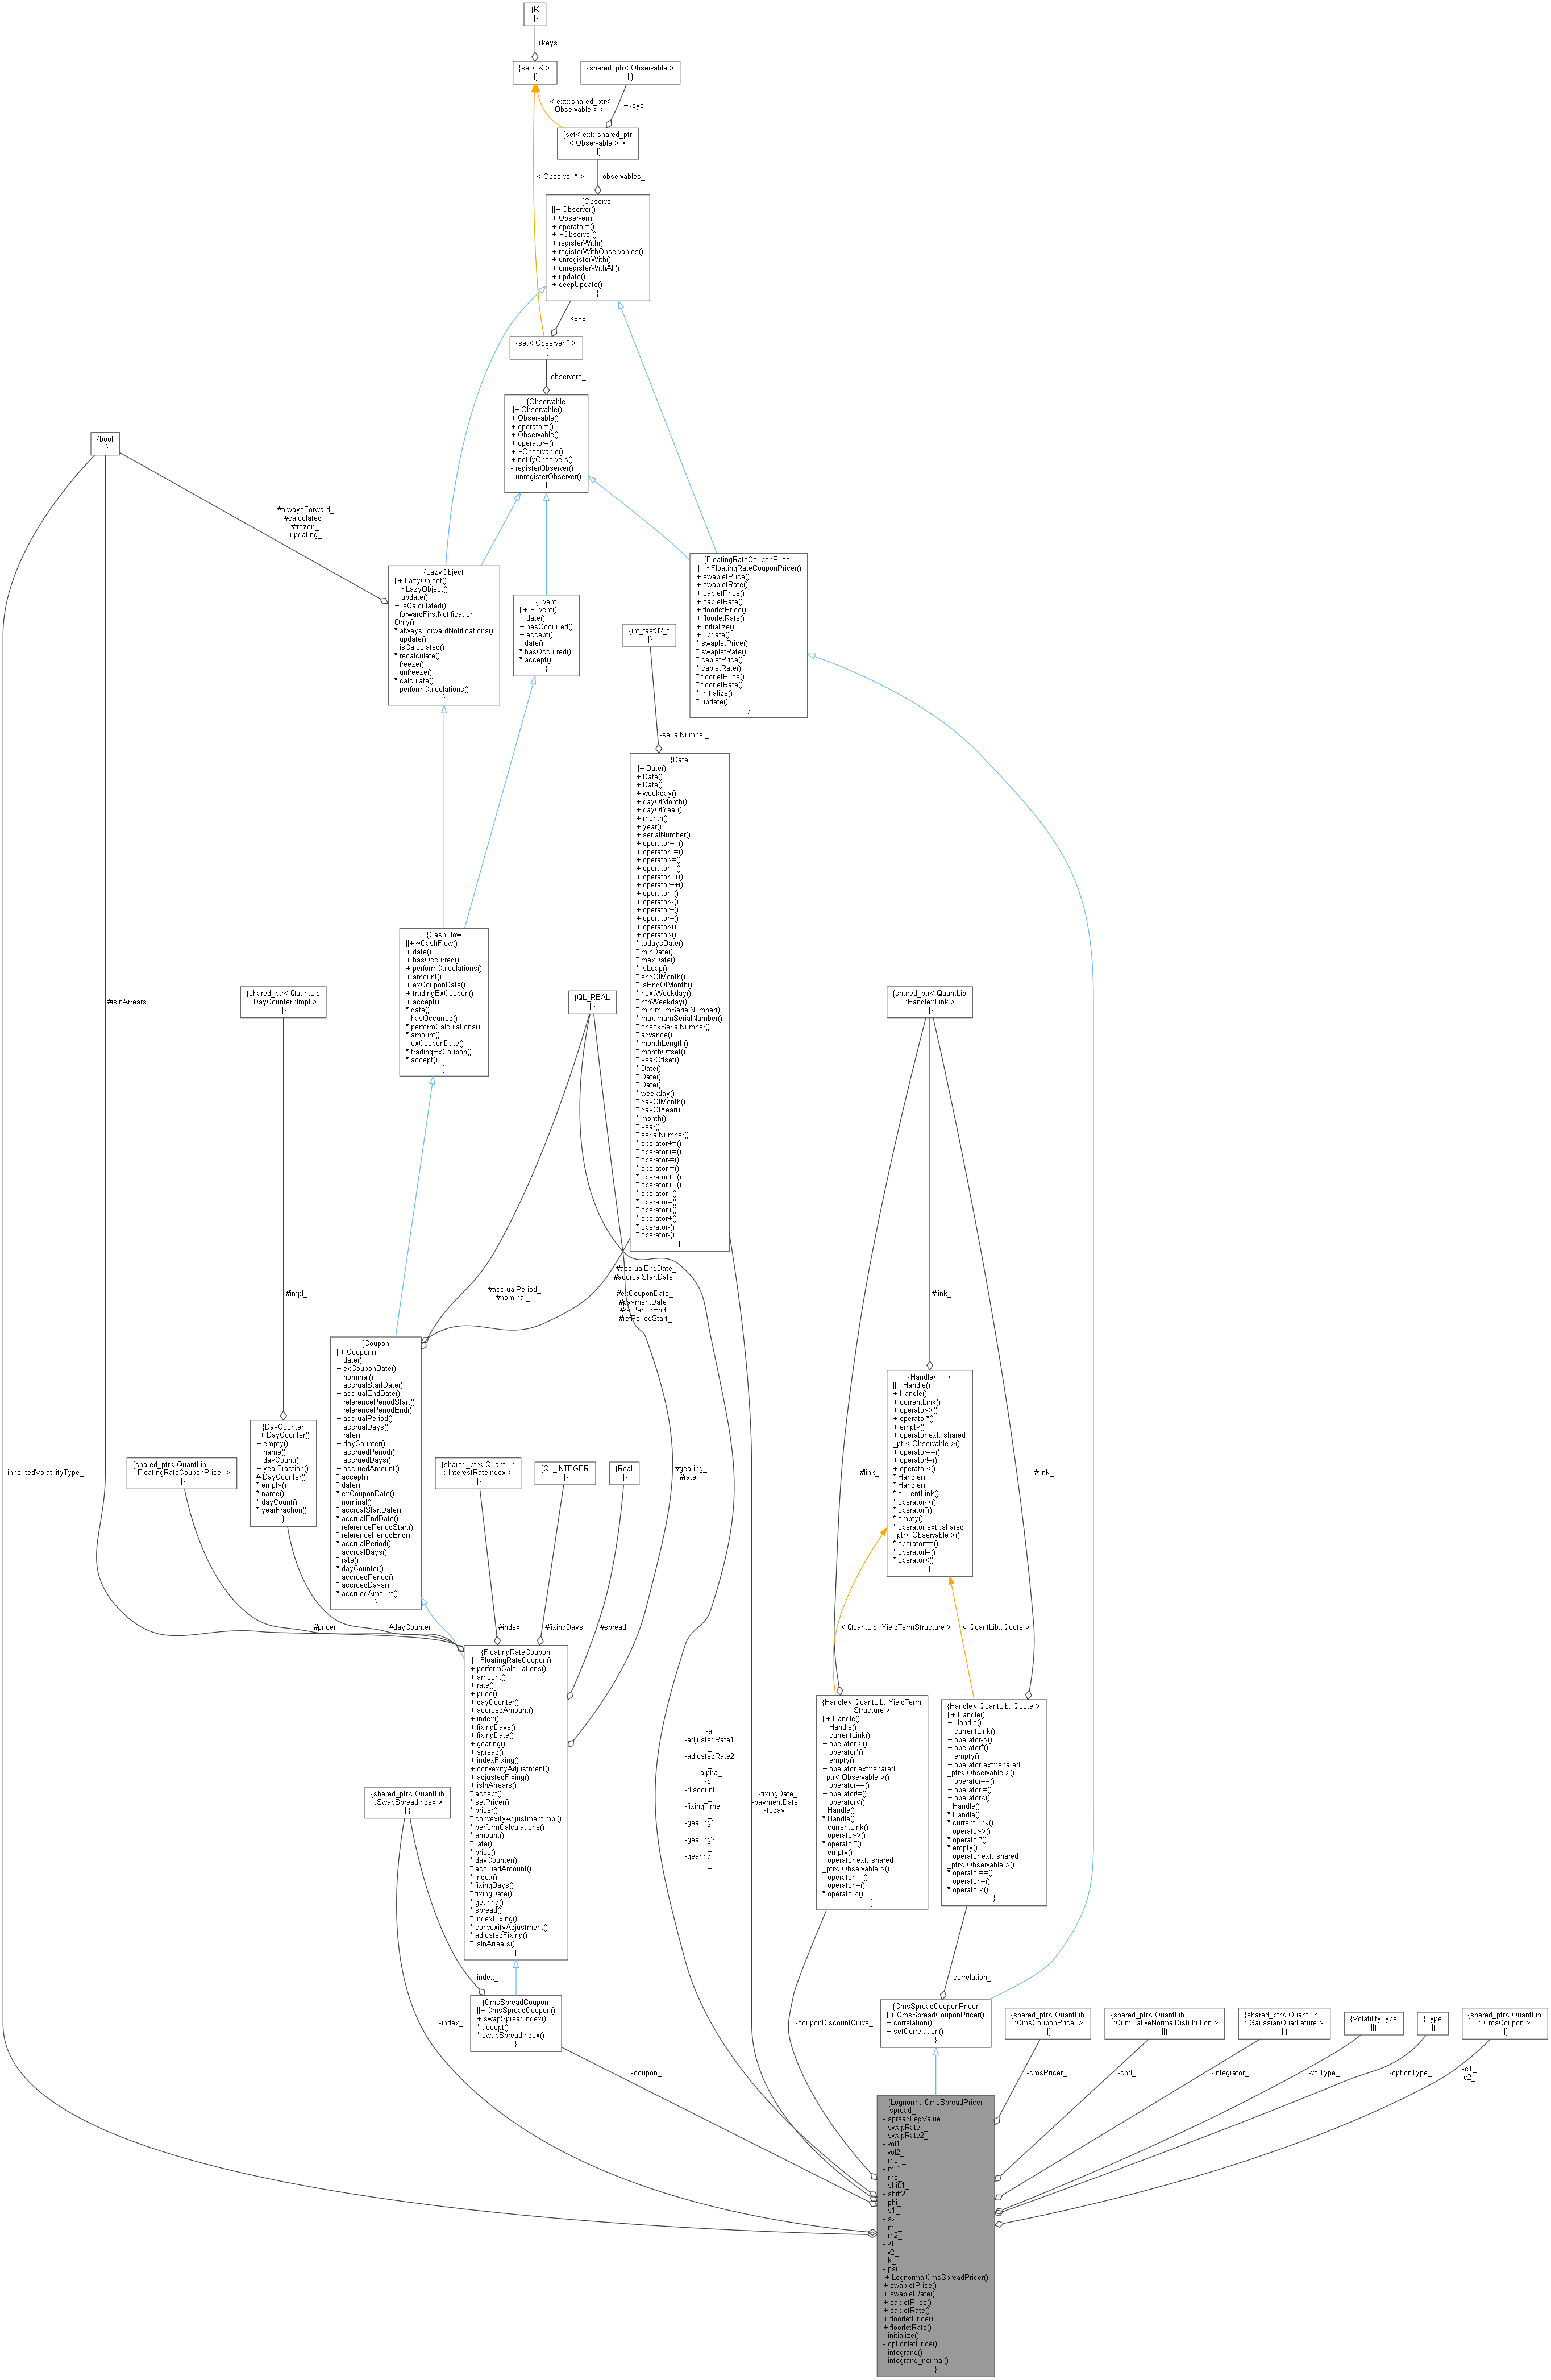 {K
||}
+keys
{set< K >
||}
{shared_ptr< Observable >
||}
< ext::shared_ptr<
Observable > >
+keys
{set< ext::shared_ptr
< Observable > >
||}
< Observer * >
-observables_
{Observer
||+ Observer()
+ Observer()
+ operator=()
+ ~Observer()
+ registerWith()
+ registerWithObservables()
+ unregisterWith()
+ unregisterWithAll()
+ update()
+ deepUpdate()
}
+keys
{set< Observer * >
||}
-observers_
{Observable
||+ Observable()
+ Observable()
+ operator=()
+ Observable()
+ operator=()
+ ~Observable()
+ notifyObservers()
- registerObserver()
- unregisterObserver()
}
{bool
||}
#alwaysForward_
#calculated_
#frozen_
-updating_
{LazyObject
||+ LazyObject()
+ ~LazyObject()
+ update()
+ isCalculated()
* forwardFirstNotification
Only()
* alwaysForwardNotifications()
* update()
* isCalculated()
* recalculate()
* freeze()
* unfreeze()
* calculate()
* performCalculations()
}
{Event
||+ ~Event()
+ date()
+ hasOccurred()
+ accept()
* date()
* hasOccurred()
* accept()
}
{FloatingRateCouponPricer
||+ ~FloatingRateCouponPricer()
+ swapletPrice()
+ swapletRate()
+ capletPrice()
+ capletRate()
+ floorletPrice()
+ floorletRate()
+ initialize()
+ update()
* swapletPrice()
* swapletRate()
* capletPrice()
* capletRate()
* floorletPrice()
* floorletRate()
* initialize()
* update()
}
{int_fast32_t
||}
-serialNumber_
{Date
||+ Date()
+ Date()
+ Date()
+ weekday()
+ dayOfMonth()
+ dayOfYear()
+ month()
+ year()
+ serialNumber()
+ operator+=()
+ operator+=()
+ operator-=()
+ operator-=()
+ operator++()
+ operator++()
+ operator--()
+ operator--()
+ operator+()
+ operator+()
+ operator-()
+ operator-()
* todaysDate()
* minDate()
* maxDate()
* isLeap()
* endOfMonth()
* isEndOfMonth()
* nextWeekday()
* nthWeekday()
* minimumSerialNumber()
* maximumSerialNumber()
* checkSerialNumber()
* advance()
* monthLength()
* monthOffset()
* yearOffset()
* Date()
* Date()
* Date()
* weekday()
* dayOfMonth()
* dayOfYear()
* month()
* year()
* serialNumber()
* operator+=()
* operator+=()
* operator-=()
* operator-=()
* operator++()
* operator++()
* operator--()
* operator--()
* operator+()
* operator+()
* operator-()
* operator-()
}
{CashFlow
||+ ~CashFlow()
+ date()
+ hasOccurred()
+ performCalculations()
+ amount()
+ exCouponDate()
+ tradingExCoupon()
+ accept()
* date()
* hasOccurred()
* performCalculations()
* amount()
* exCouponDate()
* tradingExCoupon()
* accept()
}
#isInArrears_
{shared_ptr< QuantLib
::DayCounter::Impl >
||}
{QL_REAL
||}
{shared_ptr< QuantLib
::Handle::Link >
||}
#impl_
#accrualPeriod_
#nominal_
#accrualEndDate_
#accrualStartDate
_
#exCouponDate_
#paymentDate_
#refPeriodEnd_
#refPeriodStart_
#link_
{Coupon
||+ Coupon()
+ date()
+ exCouponDate()
+ nominal()
+ accrualStartDate()
+ accrualEndDate()
+ referencePeriodStart()
+ referencePeriodEnd()
+ accrualPeriod()
+ accrualDays()
+ rate()
+ dayCounter()
+ accruedPeriod()
+ accruedDays()
+ accruedAmount()
* accept()
* date()
* exCouponDate()
* nominal()
* accrualStartDate()
* accrualEndDate()
* referencePeriodStart()
* referencePeriodEnd()
* accrualPeriod()
* accrualDays()
* rate()
* dayCounter()
* accruedPeriod()
* accruedDays()
* accruedAmount()
}
{Handle< T >
||+ Handle()
+ Handle()
+ currentLink()
+ operator->()
+ operator*()
+ empty()
+ operator ext::shared
_ptr< Observable >()
+ operator==()
+ operator!=()
+ operator<()
* Handle()
* Handle()
* currentLink()
* operator->()
* operator*()
* empty()
* operator ext::shared
_ptr< Observable >()
* operator==()
* operator!=()
* operator<()
}
{DayCounter
||+ DayCounter()
+ empty()
+ name()
+ dayCount()
+ yearFraction()
# DayCounter()
* empty()
* name()
* dayCount()
* yearFraction()
}
-inheritedVolatilityType_
{shared_ptr< QuantLib
::FloatingRateCouponPricer >
||}
{shared_ptr< QuantLib
::InterestRateIndex >
||}
{QL_INTEGER
||}
{Real
||}
#gearing_
#rate_
#link_
#link_
#pricer_
#dayCounter_
#index_
#fixingDays_
#spread_
< QuantLib::YieldTermStructure >
< QuantLib::Quote >
{FloatingRateCoupon
||+ FloatingRateCoupon()
+ performCalculations()
+ amount()
+ rate()
+ price()
+ dayCounter()
+ accruedAmount()
+ index()
+ fixingDays()
+ fixingDate()
+ gearing()
+ spread()
+ indexFixing()
+ convexityAdjustment()
+ adjustedFixing()
+ isInArrears()
* accept()
* setPricer()
* pricer()
* convexityAdjustmentImpl()
* performCalculations()
* amount()
* rate()
* price()
* dayCounter()
* accruedAmount()
* index()
* fixingDays()
* fixingDate()
* gearing()
* spread()
* indexFixing()
* convexityAdjustment()
* adjustedFixing()
* isInArrears()
}
{Handle< QuantLib::YieldTerm
Structure >
||+ Handle()
+ Handle()
+ currentLink()
+ operator->()
+ operator*()
+ empty()
+ operator ext::shared
_ptr< Observable >()
+ operator==()
+ operator!=()
+ operator<()
* Handle()
* Handle()
* currentLink()
* operator->()
* operator*()
* empty()
* operator ext::shared
_ptr< Observable >()
* operator==()
* operator!=()
* operator<()
}
{Handle< QuantLib::Quote >
||+ Handle()
+ Handle()
+ currentLink()
+ operator->()
+ operator*()
+ empty()
+ operator ext::shared
_ptr< Observable >()
+ operator==()
+ operator!=()
+ operator<()
* Handle()
* Handle()
* currentLink()
* operator->()
* operator*()
* empty()
* operator ext::shared
_ptr< Observable >()
* operator==()
* operator!=()
* operator<()
}
-a_
-adjustedRate1
_
-adjustedRate2
_
-alpha_
-b_
-discount
_
-fixingTime
_
-gearing1
_
-gearing2
_
-gearing
_
...
-fixingDate_
-paymentDate_
-today_
{shared_ptr< QuantLib
::SwapSpreadIndex >
||}
-index_
-correlation_
{CmsSpreadCoupon
||+ CmsSpreadCoupon()
+ swapSpreadIndex()
* accept()
* swapSpreadIndex()
}
{CmsSpreadCouponPricer
||+ CmsSpreadCouponPricer()
+ correlation()
+ setCorrelation()
}
{shared_ptr< QuantLib
::CmsCouponPricer >
||}
{shared_ptr< QuantLib
::CumulativeNormalDistribution >
||}
{shared_ptr< QuantLib
::GaussianQuadrature >
||}
{VolatilityType
||}
{Type
||}
{shared_ptr< QuantLib
::CmsCoupon >
||}
-index_
-couponDiscountCurve_
-coupon_
-cmsPricer_
-cnd_
-integrator_
-volType_
-optionType_
-c1_
-c2_
{LognormalCmsSpreadPricer
|- spread_
- spreadLegValue_
- swapRate1_
- swapRate2_
- vol1_
- vol2_
- mu1_
- mu2_
- rho_
- shift1_
- shift2_
- phi_
- s1_
- s2_
- m1_
- m2_
- v1_
- v2_
- k_
- psi_
|+ LognormalCmsSpreadPricer()
+ swapletPrice()
+ swapletRate()
+ capletPrice()
+ capletRate()
+ floorletPrice()
+ floorletRate()
- initialize()
- optionletPrice()
- integrand()
- integrand_normal()
}